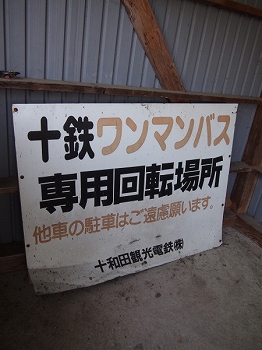 十鉄ワンマンバス
専用回転場所
他車の駐車はご遠慮願います。
十和田観光電鉄㈱